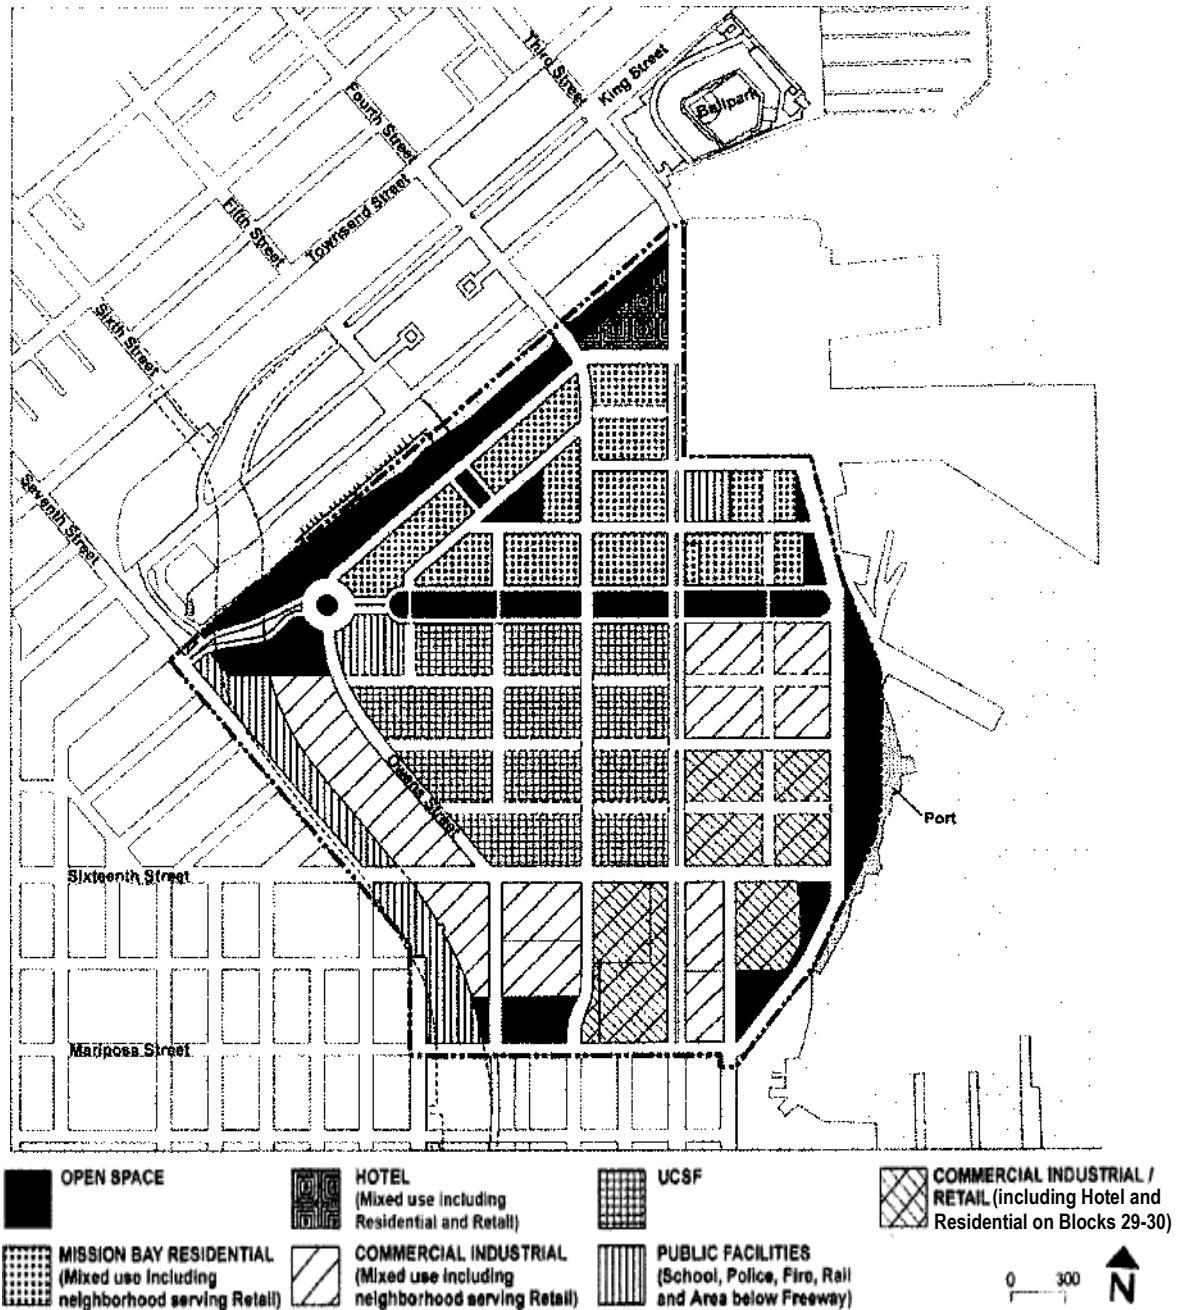 Third Street
King Street
Ballpark
Fourth Street
Fifth Street
Townsend Street
Sixth Street
Seventh Street
Owens Street
Port
Sixteenth Street
Mariposa Street
OPEN SPACE
HOTEL
(Mixed use including
Residential and Retail)
UCSF
COMMERCIAL INDUSTRIAL /
RETAIL (including Hotel and
Residential on Blocks 29-30)
MISSION BAY RESIDENTIAL
(Mixed use including
neighborhood serving Retail)
COMMERCIAL INDUSTRIAL
(Mixed use including
neighborhood serving Retail)
PUBLIC FACILITIES
(School, Police, Fire, Rail
and Area below Freeway)
0 300
N